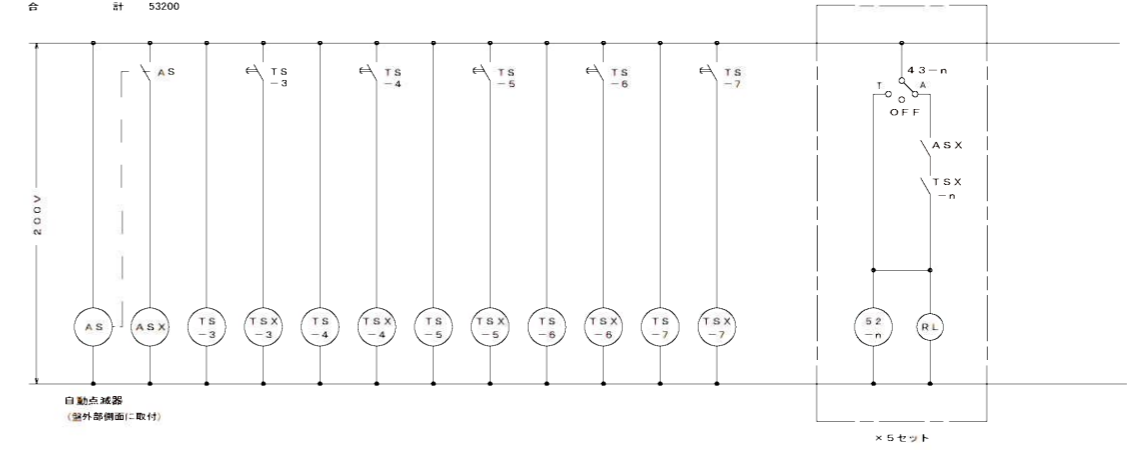 合 計 53200
AS
TS
-3
TS
-4
TS
-5
TS
-6
TS
-7
43-n
T
A
OFF
ASX
TSX
-n
200V
AS
ASX
TS
-3
TSX
-3
TS
-4
TSX
-4
TS
-5
TSX
-5
TS
-6
TSX
-6
TS
-7
TSX
-7
52
-n
RL
自動点滅器
(盤外部側面に取付)
×5セット